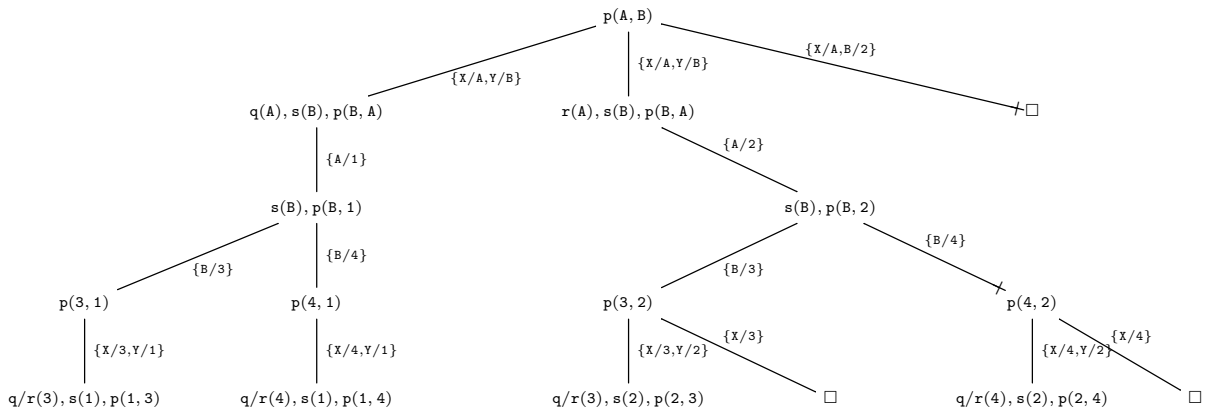 p(A, B)
{X/A,Y/B}
{X/A,Y/B}
{X/A,B/2}
q(A), s(B), p(B, A)
r(A), s(B), p(B, A)
□
{A/1}
{A/2}
s(B), p(B, 1)
s(B), p(B, 2)
{B/3}
{B/4}
{B/3}
{B/4}
p(3, 1)
p(4, 1)
p(3, 2)
p(4, 2)
{X/3,Y/1}
{X/4,Y/1}
{X/3,Y/2}
{X/3}
{X/4,Y/2}
{X/4}
q/r(3), s(1), p(1, 3)
q/r(4), s(1), p(1, 4)
q/r(3), s(2), p(2, 3)
□
q/r(4), s(2), p(2, 4)
□